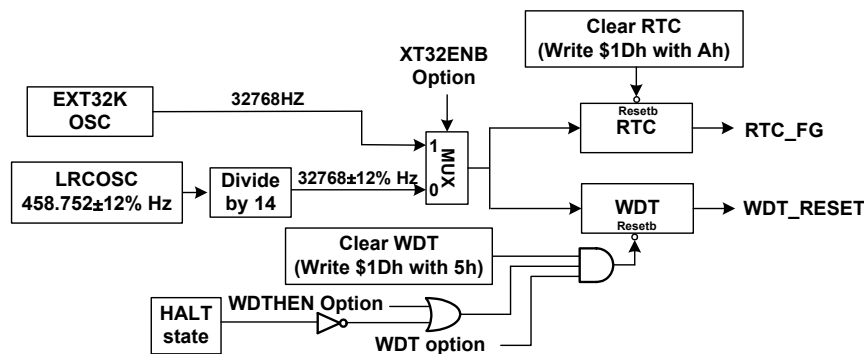 Clear RTC
(Write $1Dh with Ah)
XT32ENB
Option
EXT32K
OSC
32768HZ
Resetb
RTC
RTC_FG
1
MUX
0
LRCOSC
458.752±12% Hz
Divide
by 14
32768±12% Hz
WDT
Resetb
WDT_RESET
Clear WDT
(Write $1Dh with 5h)
HALT
state
WDTHEN Option
WDT option